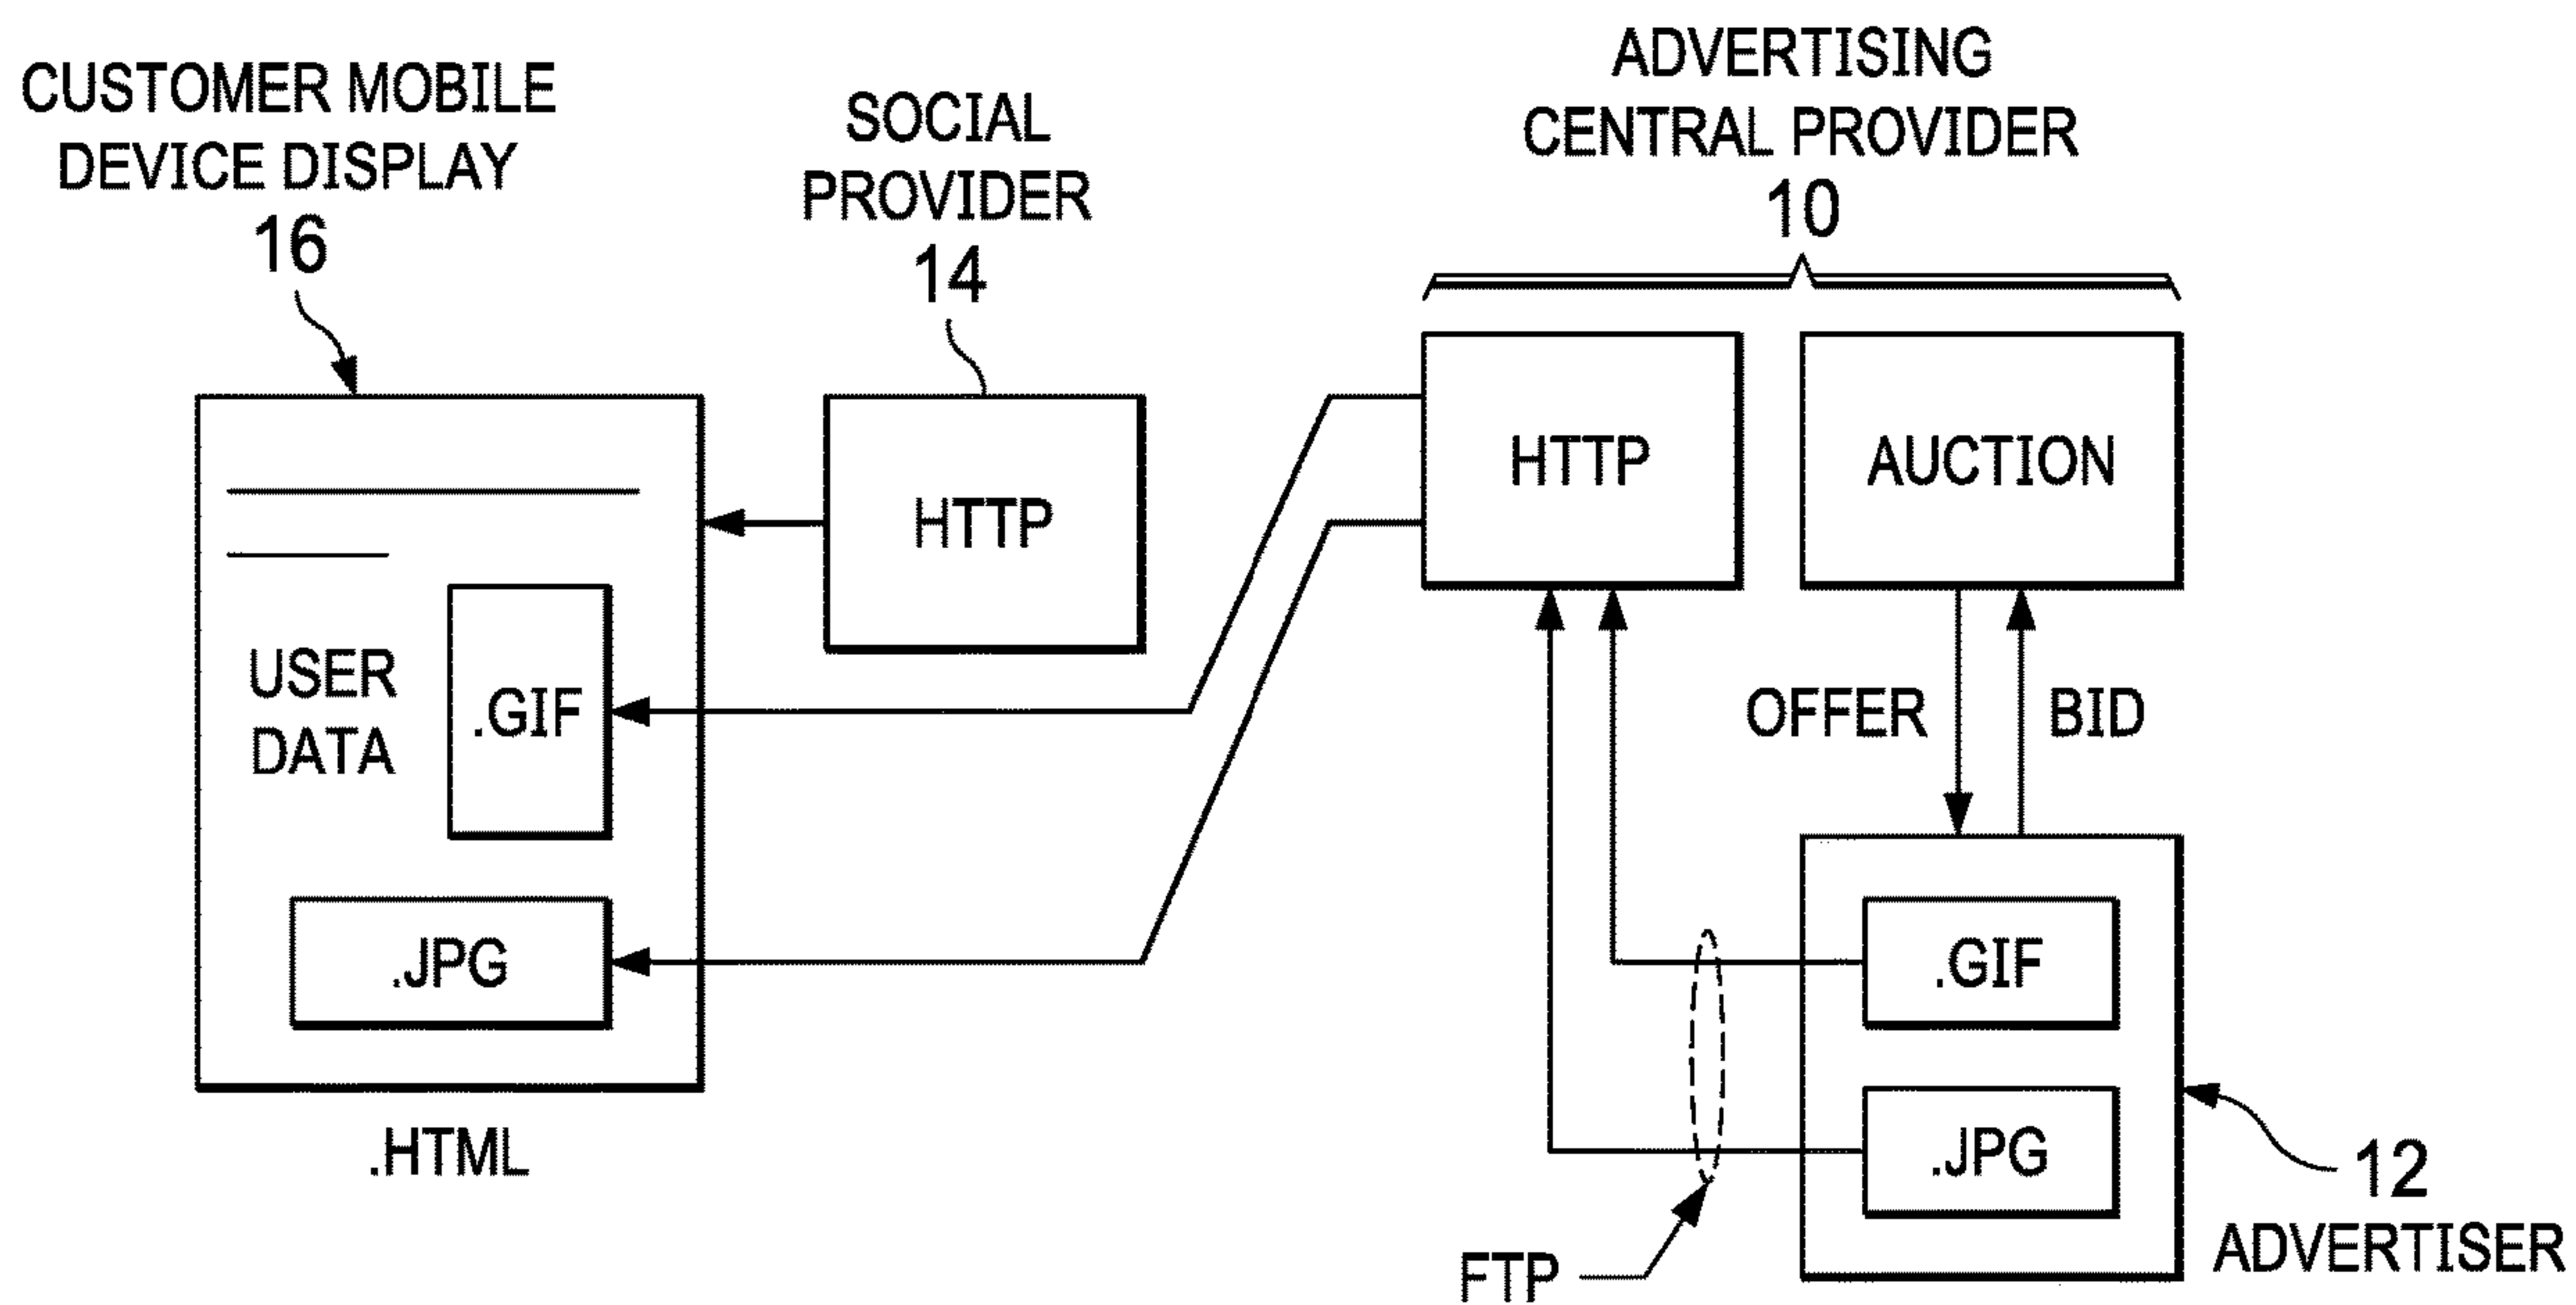 CUSTOMER MOBILE
DEVICE DISPLAY
16
SOCIAL
PROVIDER
14
ADVERTISING
CENTRAL PROVIDER
10
HTTP
HTTP
AUCTION
USER
DATA
.GIF
.JPG
.HTML
OFFER
BID
.GIF
.JPG
FTP
12
ADVERTISER